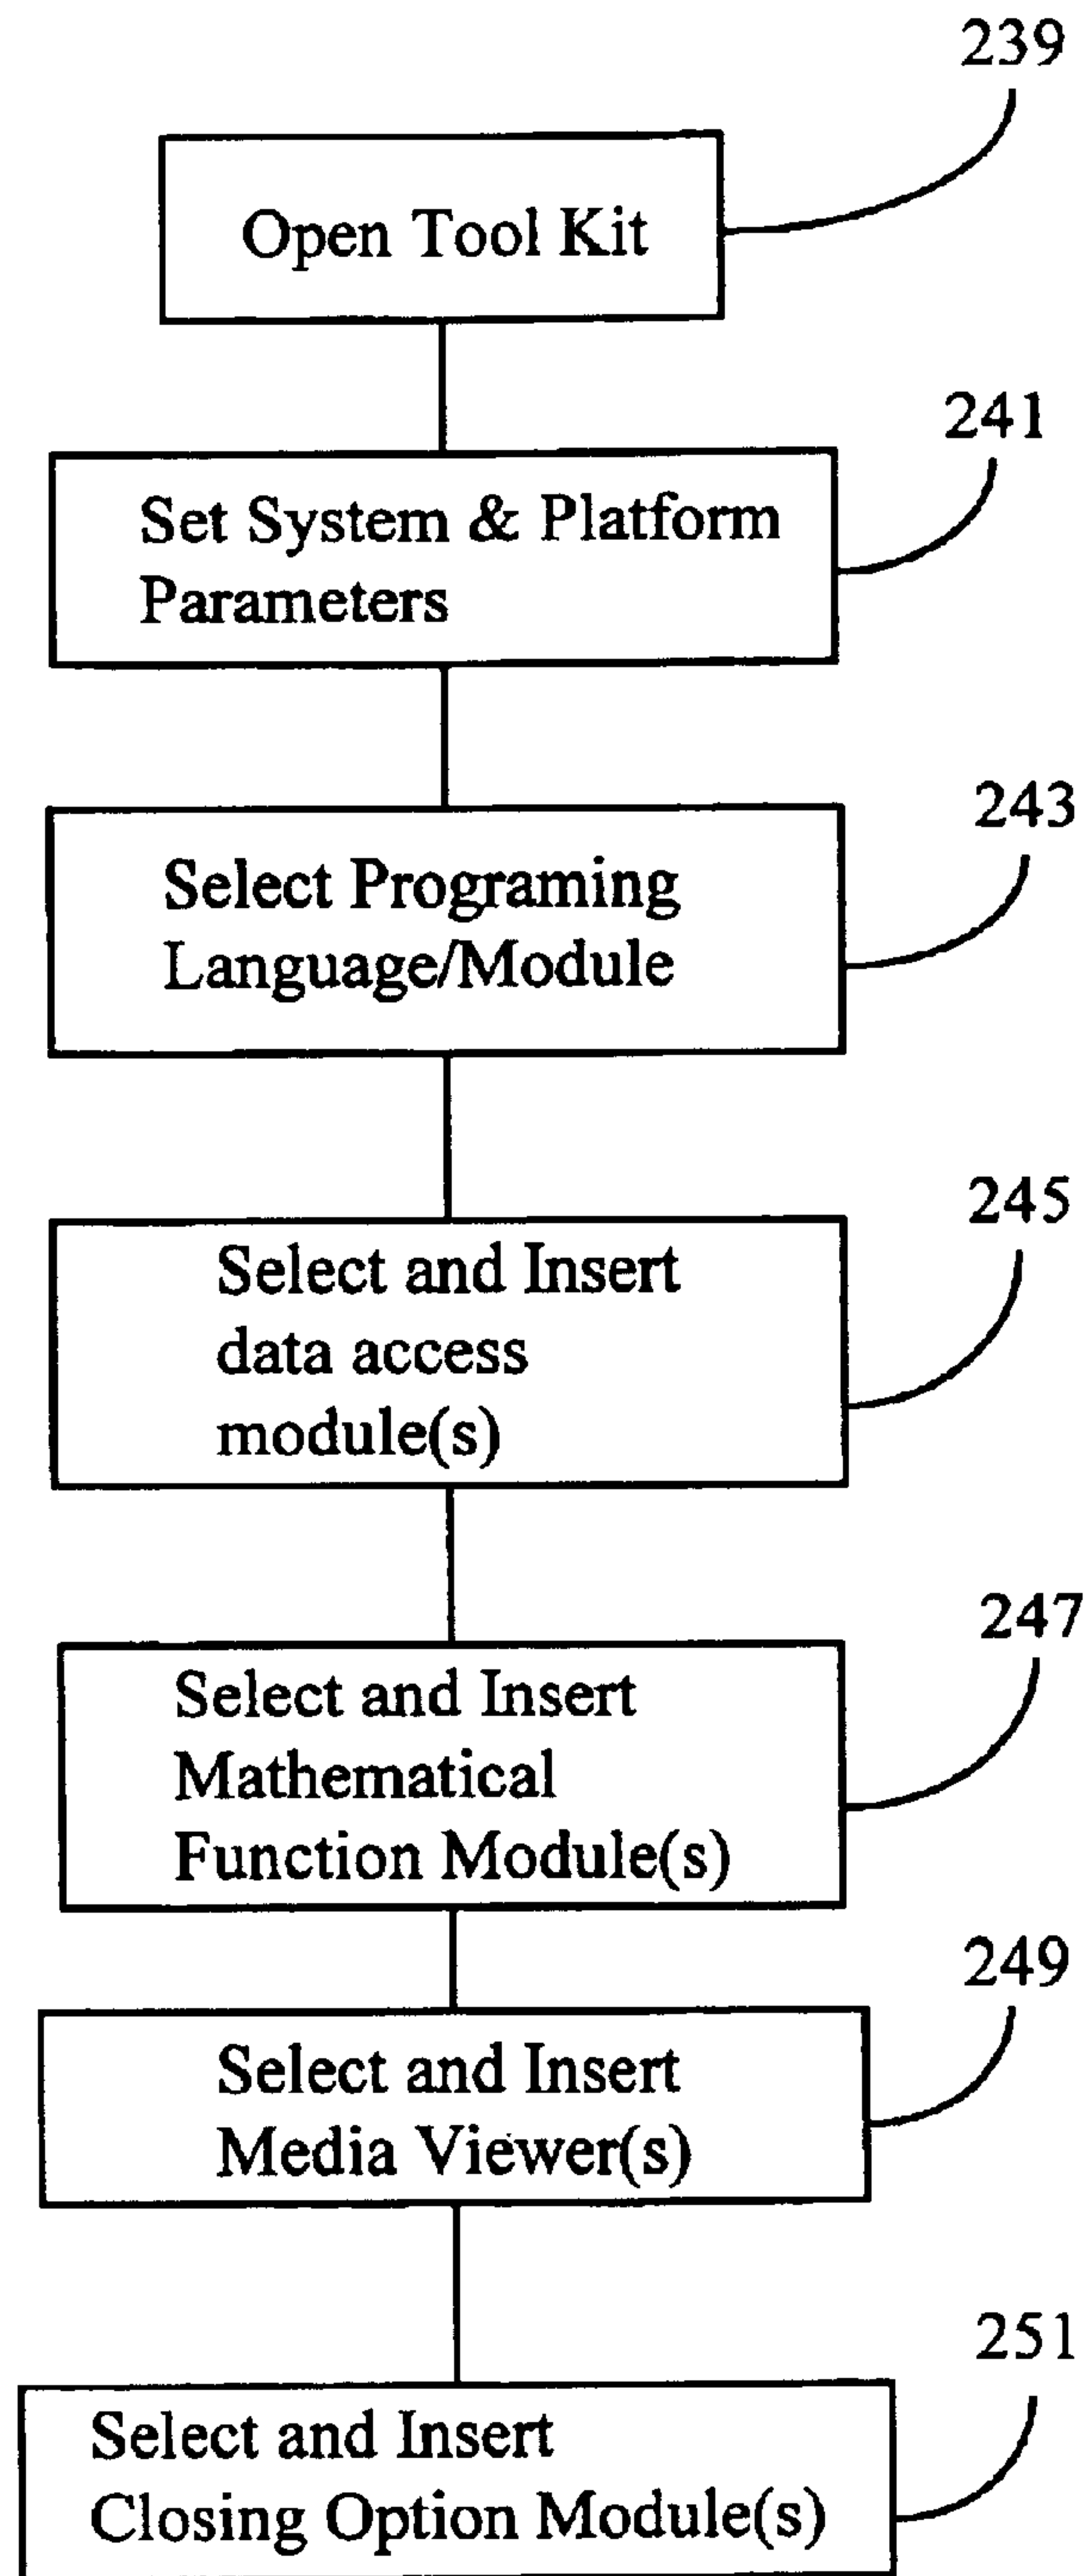 239
Open Tool Kit
241
Set System & Platform
Parameters
243
Select Programing
Language/Module
245
Select and Insert
data access
module(s)
247
Select and Insert
Mathematical
Function Module(s)
249
Select and Insert
Media Viewer(s)
251
Select and Insert
Closing Option Module(s)